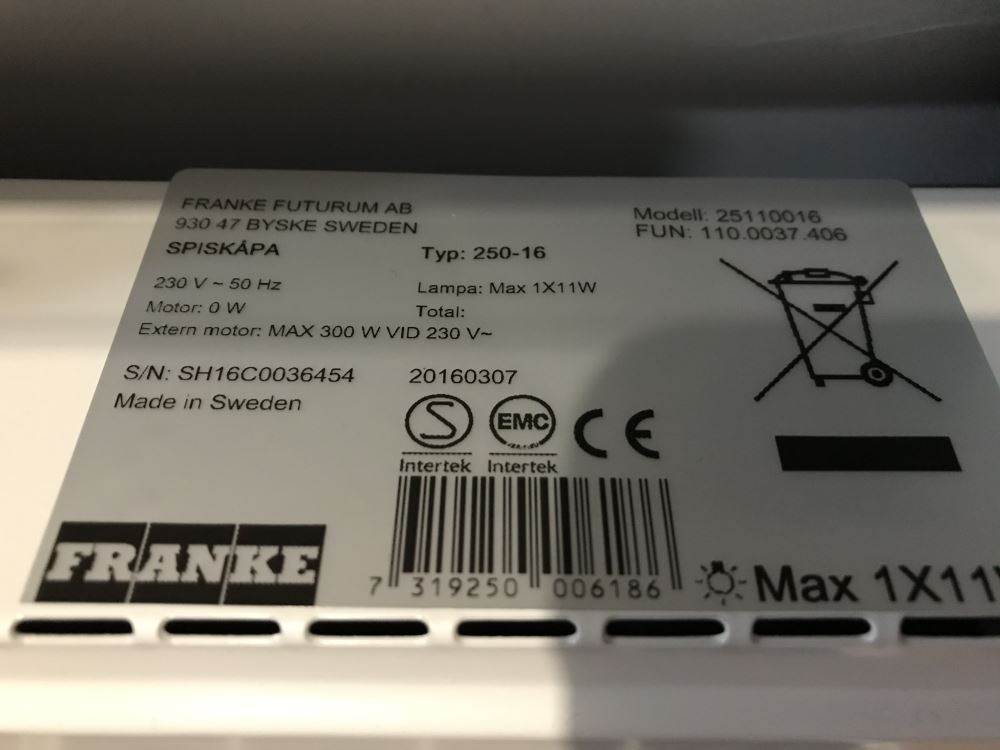 FRANKE FUTURUM AB
930 47 BYSKE SWEDEN
SPISKÅPA
Typ: 250-16
Modell: 25110016
FUN: 110.0037.406
230 V ~ 50 Hz
Lampa: Max 1X11W
Motor: 0 W
Total:
Extern motor: MAX 300 W VID 230 V~
S/N: SH16C0036454
20160307
Made in Sweden
S
EMC
CE
Intertek
Intertek
FRANKE
7 319250 006186
Max 1X11W